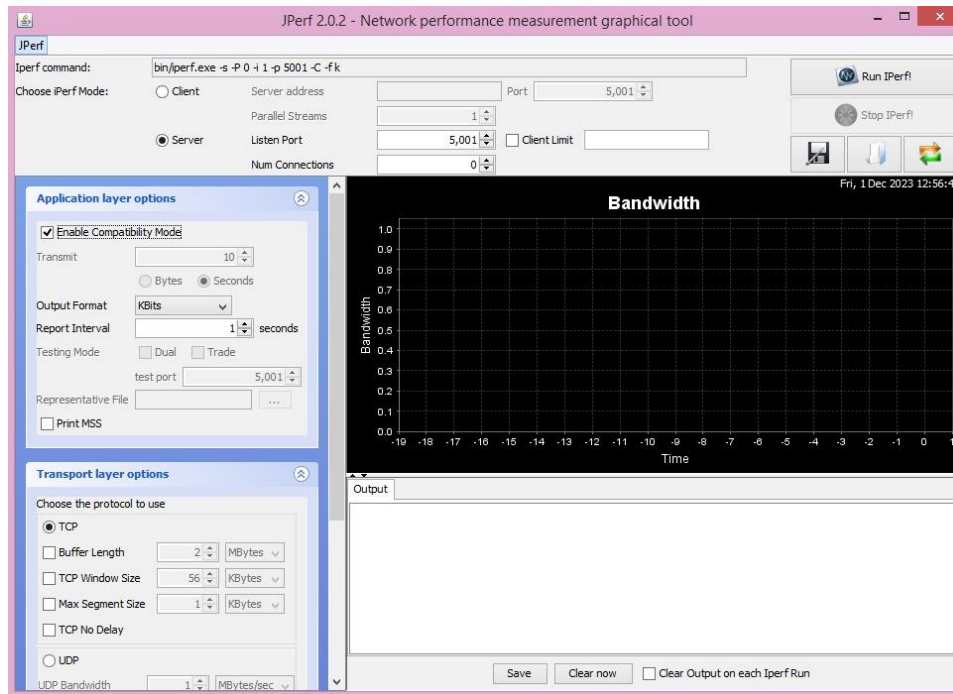 JPerf 2.0.2 - Network performance measurement graphical tool
JPerf
Iperf command: bin/iperf.exe -s -P 0 -i 1 -p 5001 -C -f k
Run IPerf!
Choose iPerf Mode: Client Server address Port 5,001
Parallel Streams 1
Stop IPerf!
Server Listen Port 5,001 Client Limit
Num Connections 0
Application layer options
Enable Compatibility Mode
Transmit 10
Bytes Seconds
Output Format KBits
Report Interval 1 seconds
Testing Mode Dual Trade
test port 5,001
Representative File ...
Print MSS
Transport layer options
Choose the protocol to use
TCP
Buffer Length 2 MBytes
TCP Window Size 56 KBytes
Max Segment Size 1 KBytes
TCP No Delay
UDP
UDP Bandwidth 1 MBytes/sec
Fri, 1 Dec 2023 12:56:4
Bandwidth
Bandwidth
1.0
0.9
0.8
0.7
0.6
0.5
0.4
0.3
0.2
0.1
0.0
-19 -18 -17 -16 -15 -14 -13 -12 -11 -10 -9 -8 -7 -6 -5 -4 -3 -2 -1 0 1
Time
Output
Save Clear now Clear Output on each Iperf Run